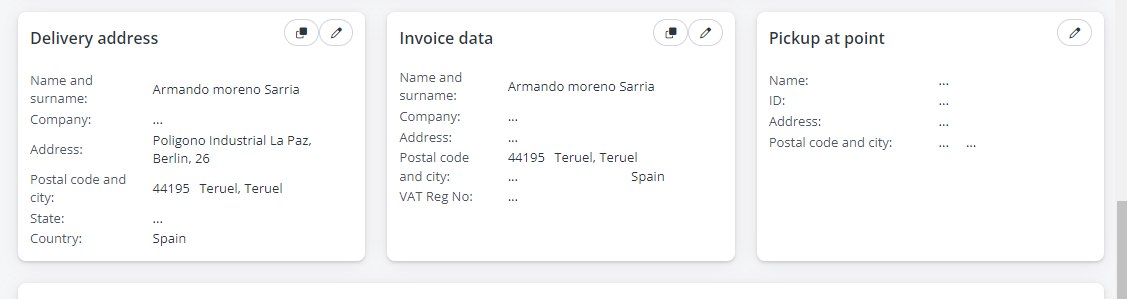 Delivery address
Name and
surname:
Armando moreno Sarria
Company:
...
Address:
Poligono Industrial La Paz,
Berlin, 26
Postal code and
city:
44195 Teruel, Teruel
State:
...
Country:
Spain
Invoice data
Name and
surname:
Armando moreno Sarria
Company:
...
Address:
...
Postal code
and city:
44195 Teruel, Teruel
... Spain
VAT Reg No:
...
Pickup at point
Name:
...
ID:
...
Address:
...
Postal code and city:
... ...